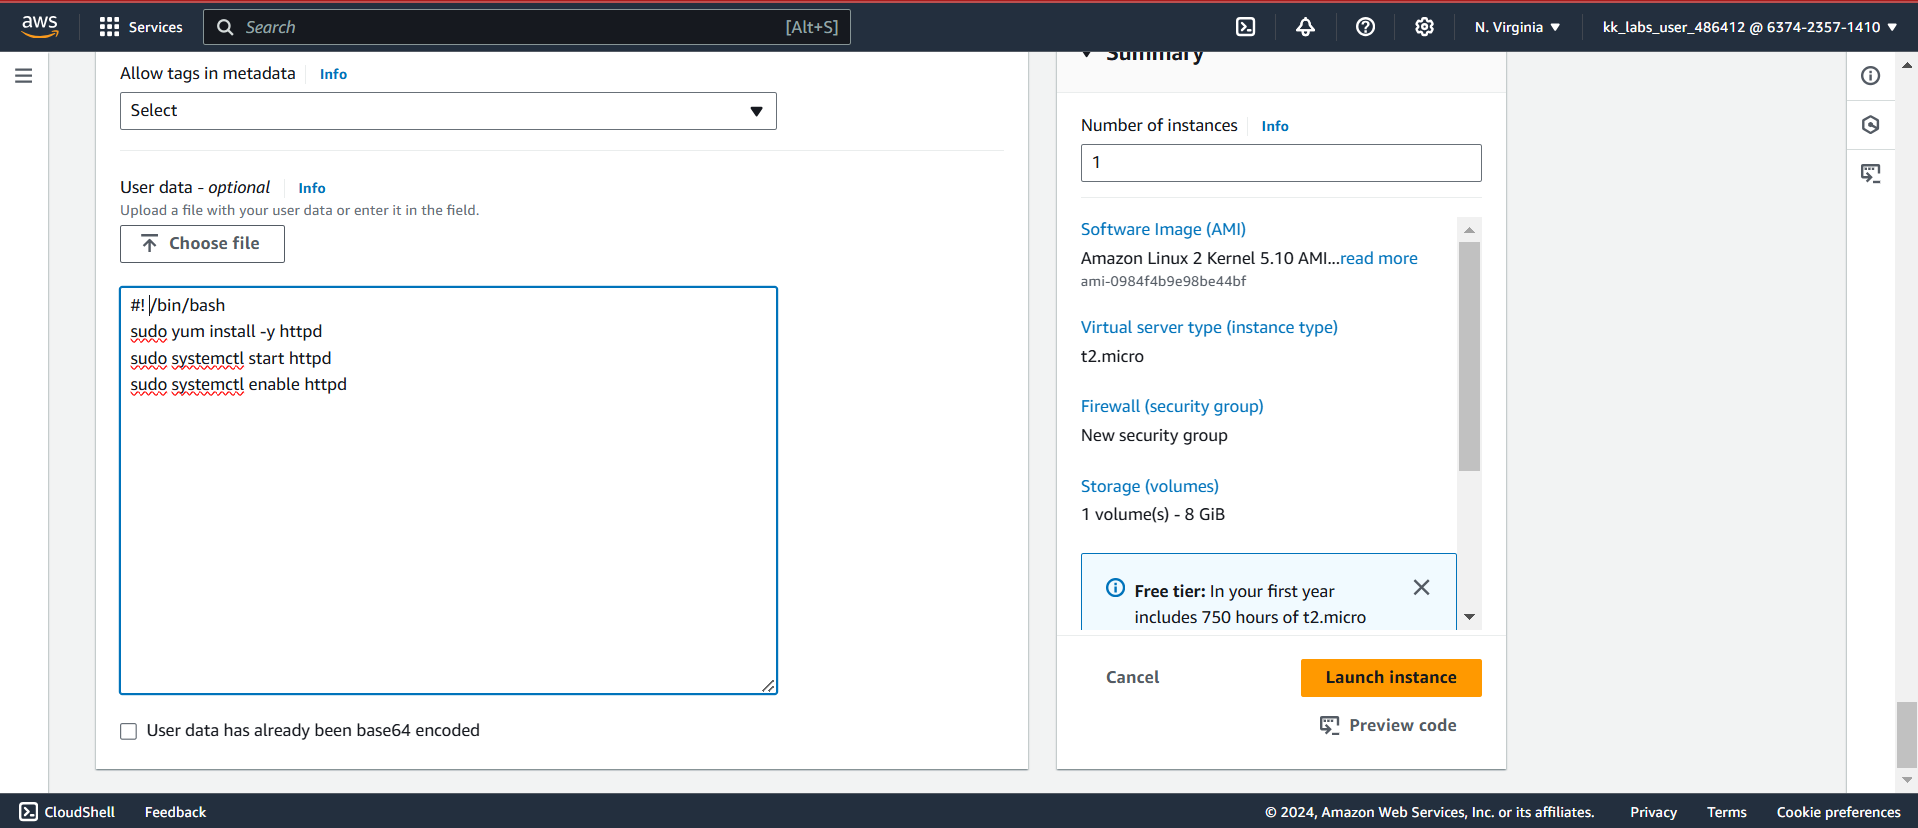 aws
Services
Search
[Alt+S]
N. Virginia
kk_labs_user_486412 @ 6374-2357-1410
Allow tags in metadata
Info
Select
User data - optional
Info
Upload a file with your user data or enter it in the field.
Choose file
#! /bin/bash
sudo yum install -y httpd
sudo systemctl start httpd
sudo systemctl enable httpd
User data has already been base64 encoded
Summary
Number of instances
Info
1
Software Image (AMI)
Amazon Linux 2 Kernel 5.10 AMI...read more
ami-0984f4b9e98be44bf
Virtual server type (instance type)
t2.micro
Firewall (security group)
New security group
Storage (volumes)
1 volume(s) - 8 GiB
Free tier: In your first year
includes 750 hours of t2.micro
Cancel
Launch instance
Preview code
CloudShell
Feedback
© 2024, Amazon Web Services, Inc. or its affiliates.
Privacy
Terms
Cookie preferences